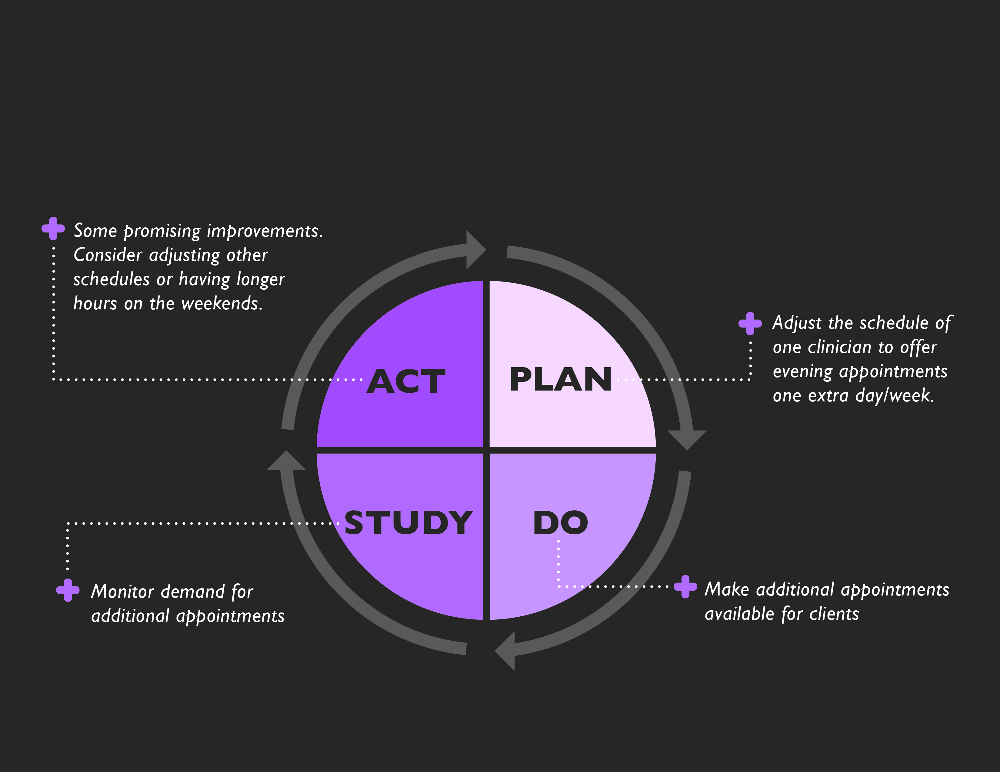 Some promising improvements.
Consider adjusting other
schedules or having longer
hours on the weekends.
Adjust the schedule of
one clinician to offer
evening appointments
one extra day/week.
ACT
PLAN
STUDY
DO
Monitor demand for
additional appointments
Make additional appointments
available for clients